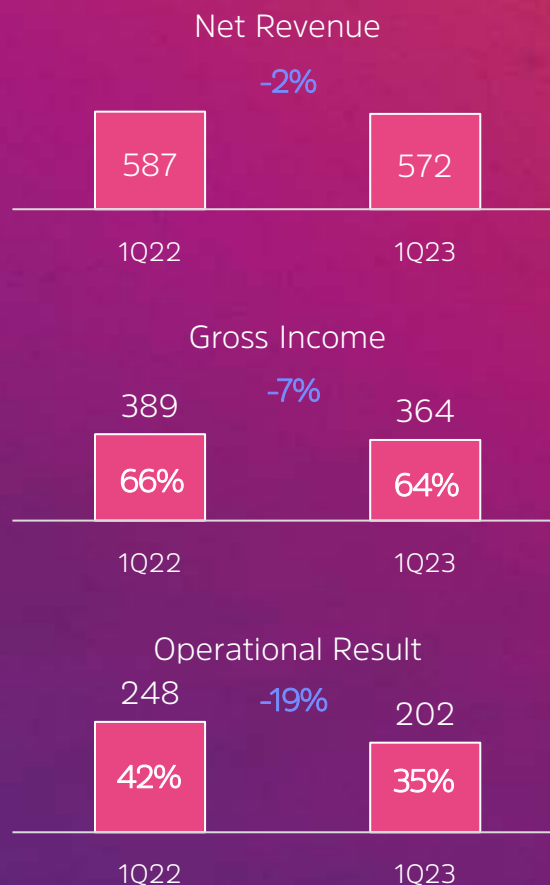 Net Revenue
-2%
587 572
1Q22 1Q23
Gross Income
-7%
389 364
66% 64%
1Q22 1Q23
Operational Result
248 -19% 202
42% 35%
1Q22 1Q23